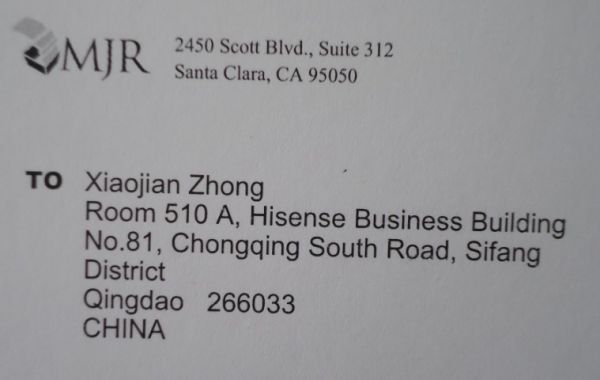 MJR
2450 Scott Blvd., Suite 312
Santa Clara, CA 95050
TO Xiaojian Zhong
Room 510 A, Hisense Business Building
No.81, Chongqing South Road, Sifang
District
Qingdao 266033
CHINA